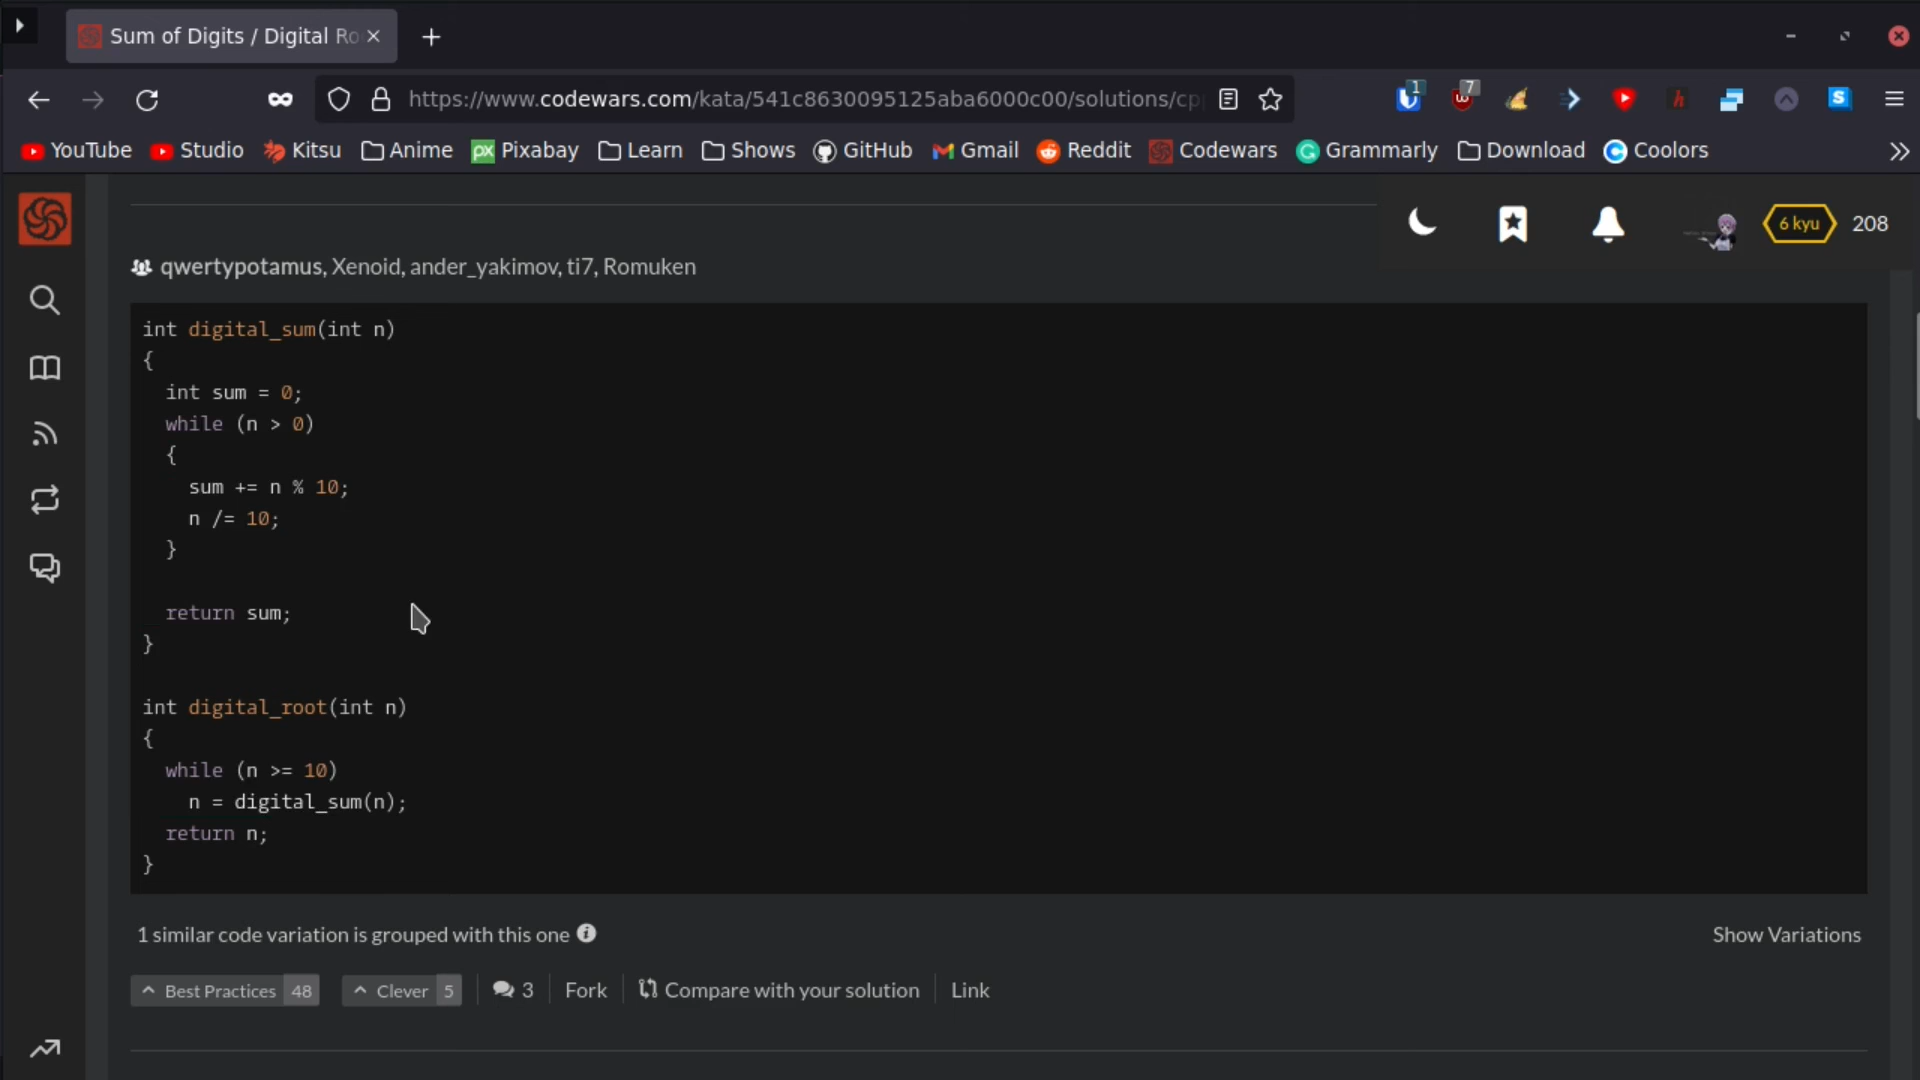 Sum of Digits / Digital Ro
https://www.codewars.com/kata/541c8630095125aba6000c00/solutions/cp
1
7
YouTube Studio Kitsu Anime Pixabay Learn Shows GitHub Gmail Reddit Codewars Grammarly Download Coolors
6 kyu 208
qwertypotamus, Xenoid, ander_yakimov, ti7, Romuken
int digital_sum(int n)
{
int sum = 0;
while (n > 0)
{
sum += n % 10;
n /= 10;
}
return sum;
}
int digital_root(int n)
{
while (n >= 10)
n = digital_sum(n);
return n;
}
1 similar code variation is grouped with this one
Show Variations
Best Practices 48 Clever 5 3 Fork Compare with your solution Link